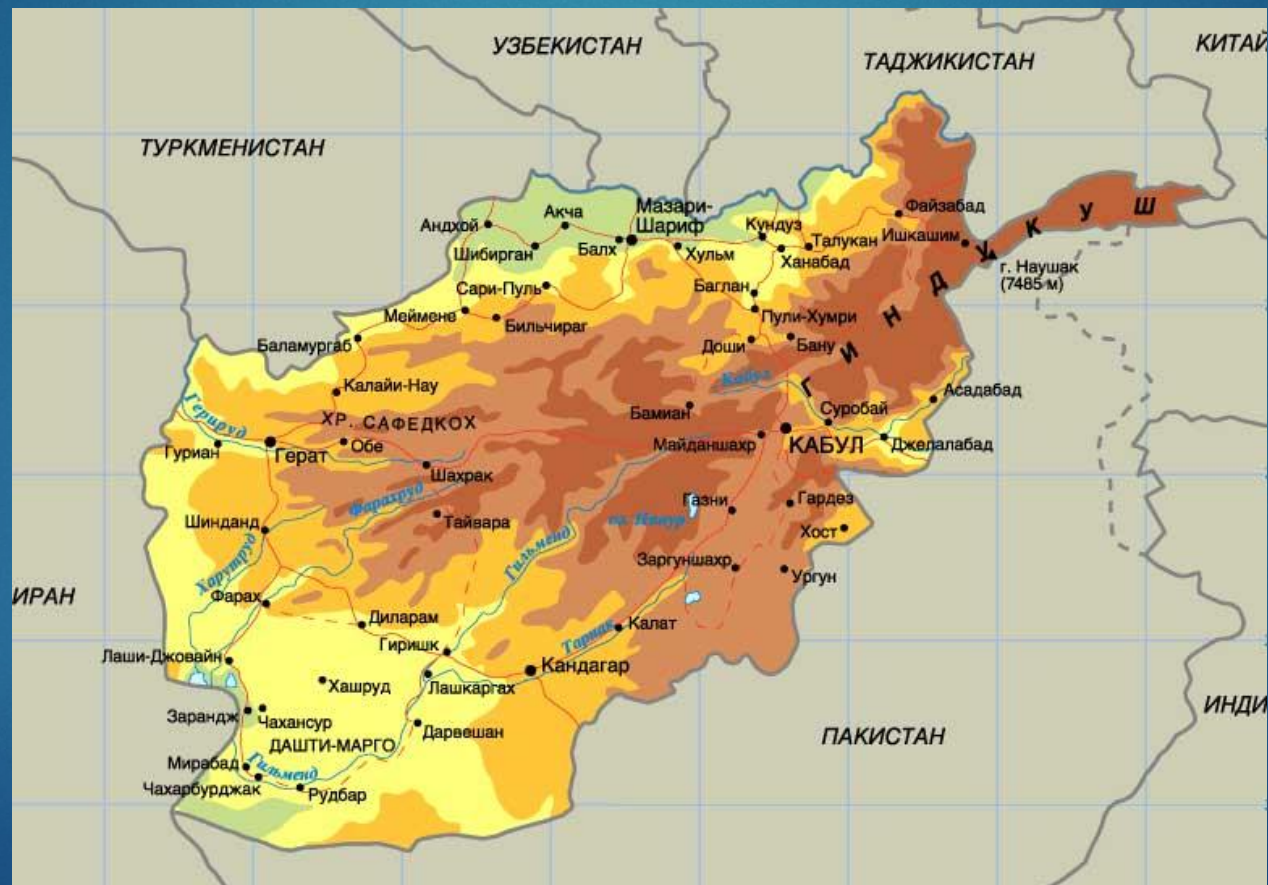 УЗБЕКИСТАН
КИТАЙ
ТАДЖИКИСТАН
ТУРКМЕНИСТАН
Файзабад
Мазари-
Шариф
Акча
Андхой
Кундуз
Ишкашим
Талукан
Балх
Шибирган
Хульм
Ханабад
г. Наушак
(7485 м)
Сари-Пуль
Баглан
Меймене
Пули-Хумри
Бильчираг
Баламургаб
Доши
Бану
ГИНДУКУШ
Кабул
Калайи-Нау
Асадабад
Герируд
Бамиан
Суробай
ХР. САФЕДКОХ
Майданшахр
КАБУЛ
Джелалабад
Гуриан
Герат
Обе
Шахрак
Фарахруд
Газни
Гардез
Шинданд
Тайвара
оз. Навур
Хост
Гильменд
Харутруд
Заргуншахр
Ургун
ИРАН
Фарах
Диларам
Калат
Тарнак
Гиришк
Лаши-Джовайн
Кандагар
Хашруд
Лашкаргах
Зарандж
Чахансур
ИНДИ
Дарвешан
ПАКИСТАН
ДАШТИ-МАРГО
Мирабад
Гильменд
Чахарбурджак
Рудбар